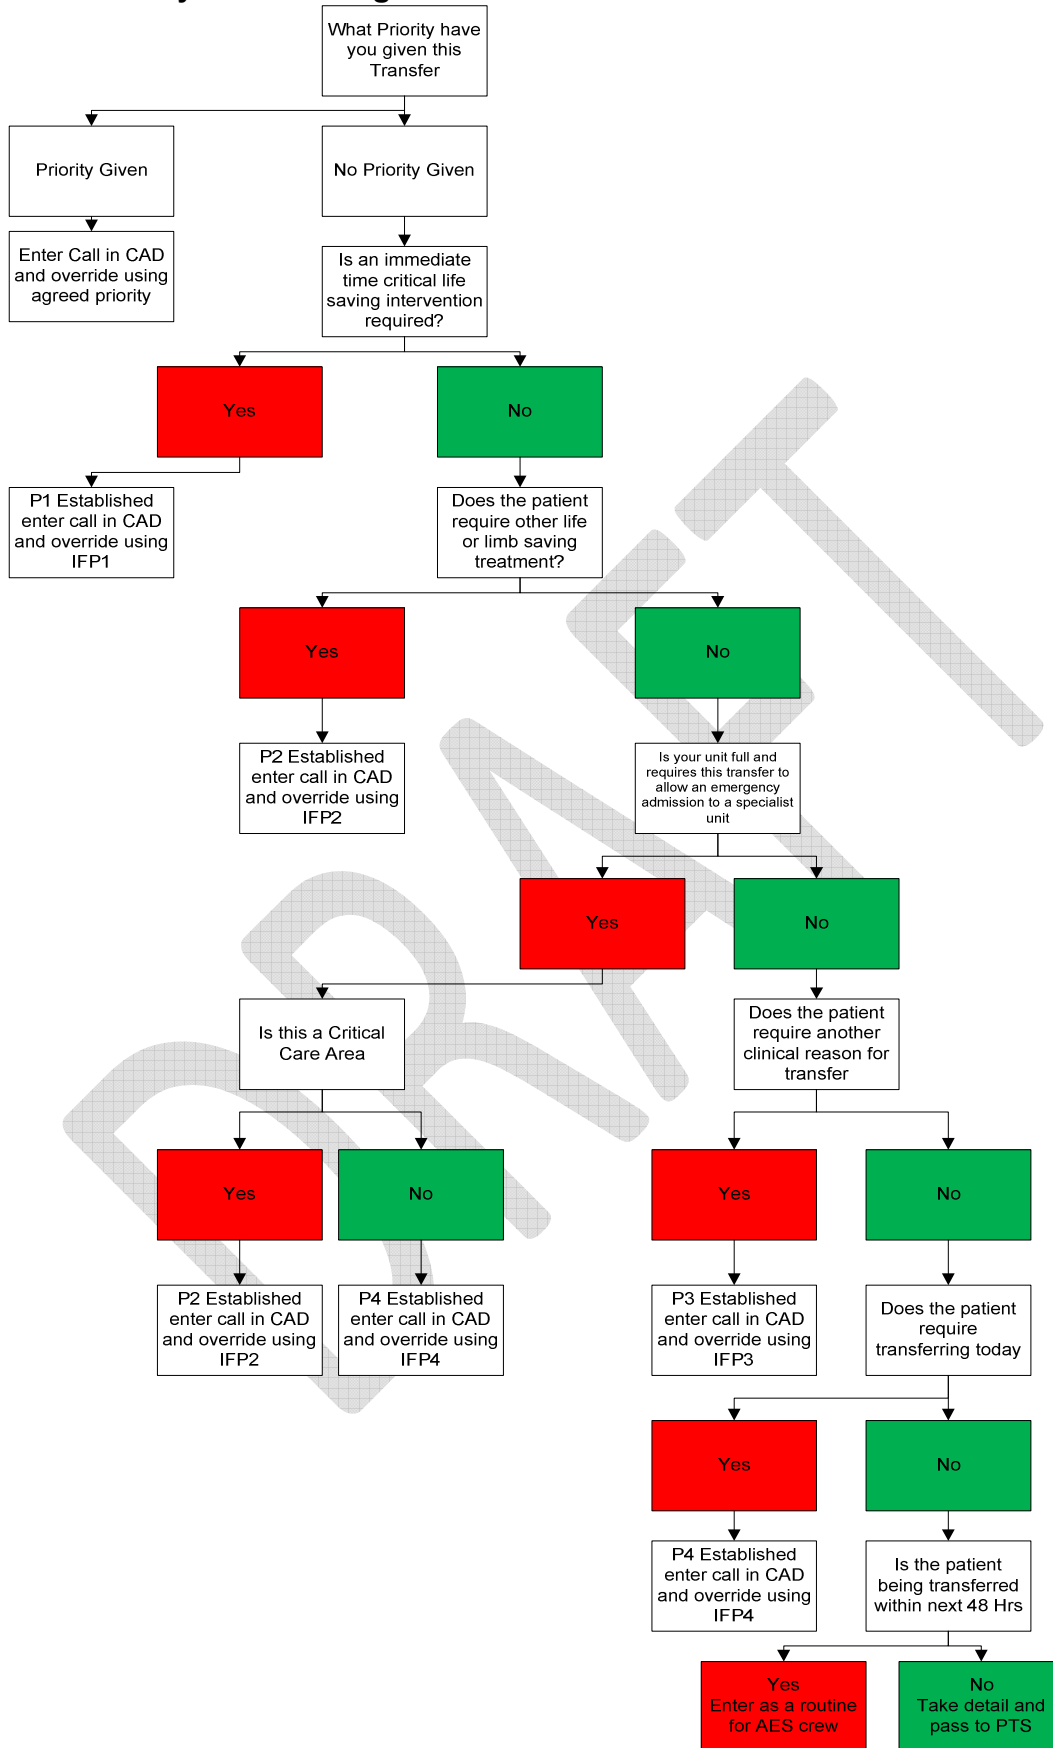 What Priority have
you given this
Transfer
Priority Given
No Priority Given
Enter Call in CAD
and override using
agreed priority
Is an immediate
time critical life
saving intervention
required?
Yes
No
P1 Established
enter call in CAD
and override using
IFP1
Does the patient
require other life
or limb saving
treatment?
Yes
No
P2 Established
enter call in CAD
and override using
IFP2
Is your unit full and
requires this transfer to
allow an emergency
admission to a specialist
unit
Yes
No
Is this a Critical
Care Area
Does the patient
require another
clinical reason for
transfer
Yes
No
Yes
No
P2 Established
enter call in CAD
and override using
IFP2
P4 Established
enter call in CAD
and override using
IFP4
P3 Established
enter call in CAD
and override using
IFP3
Does the patient
require
transferring today
Yes
No
P4 Established
enter call in CAD
and override using
IFP4
Is the patient
being transferred
within next 48 Hrs
Yes
Enter as a routine
for AES crew
No
Take detail and
pass to PTS
DRAFT